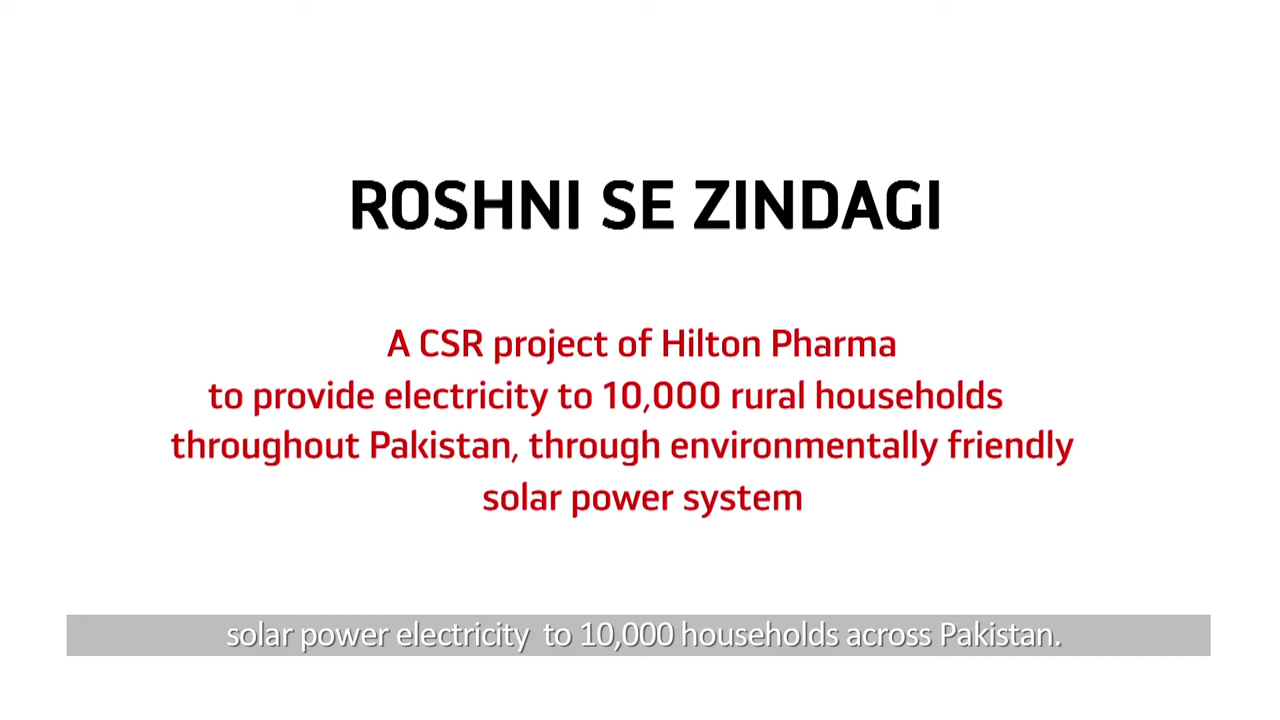 ROSHNI SE ZINDAGI
A CSR project of Hilton Pharma
to provide electricity to 10,000 rural households
throughout Pakistan, through environmentally friendly
solar power system
solar power electricity to 10,000 households across Pakistan.